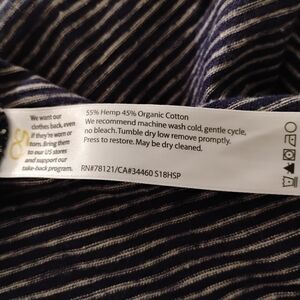 We want our
clothes back, even
if they're worn or
torn. Bring them
to our US stores
and support our
take-back program.
55% Hemp 45% Organic Cotton
We recommend machine wash cold, gentle cycle,
no bleach. Tumble dry low remove promptly.
Press to restore. May be dry cleaned.
RN#78121/CA#34460 S18HSP